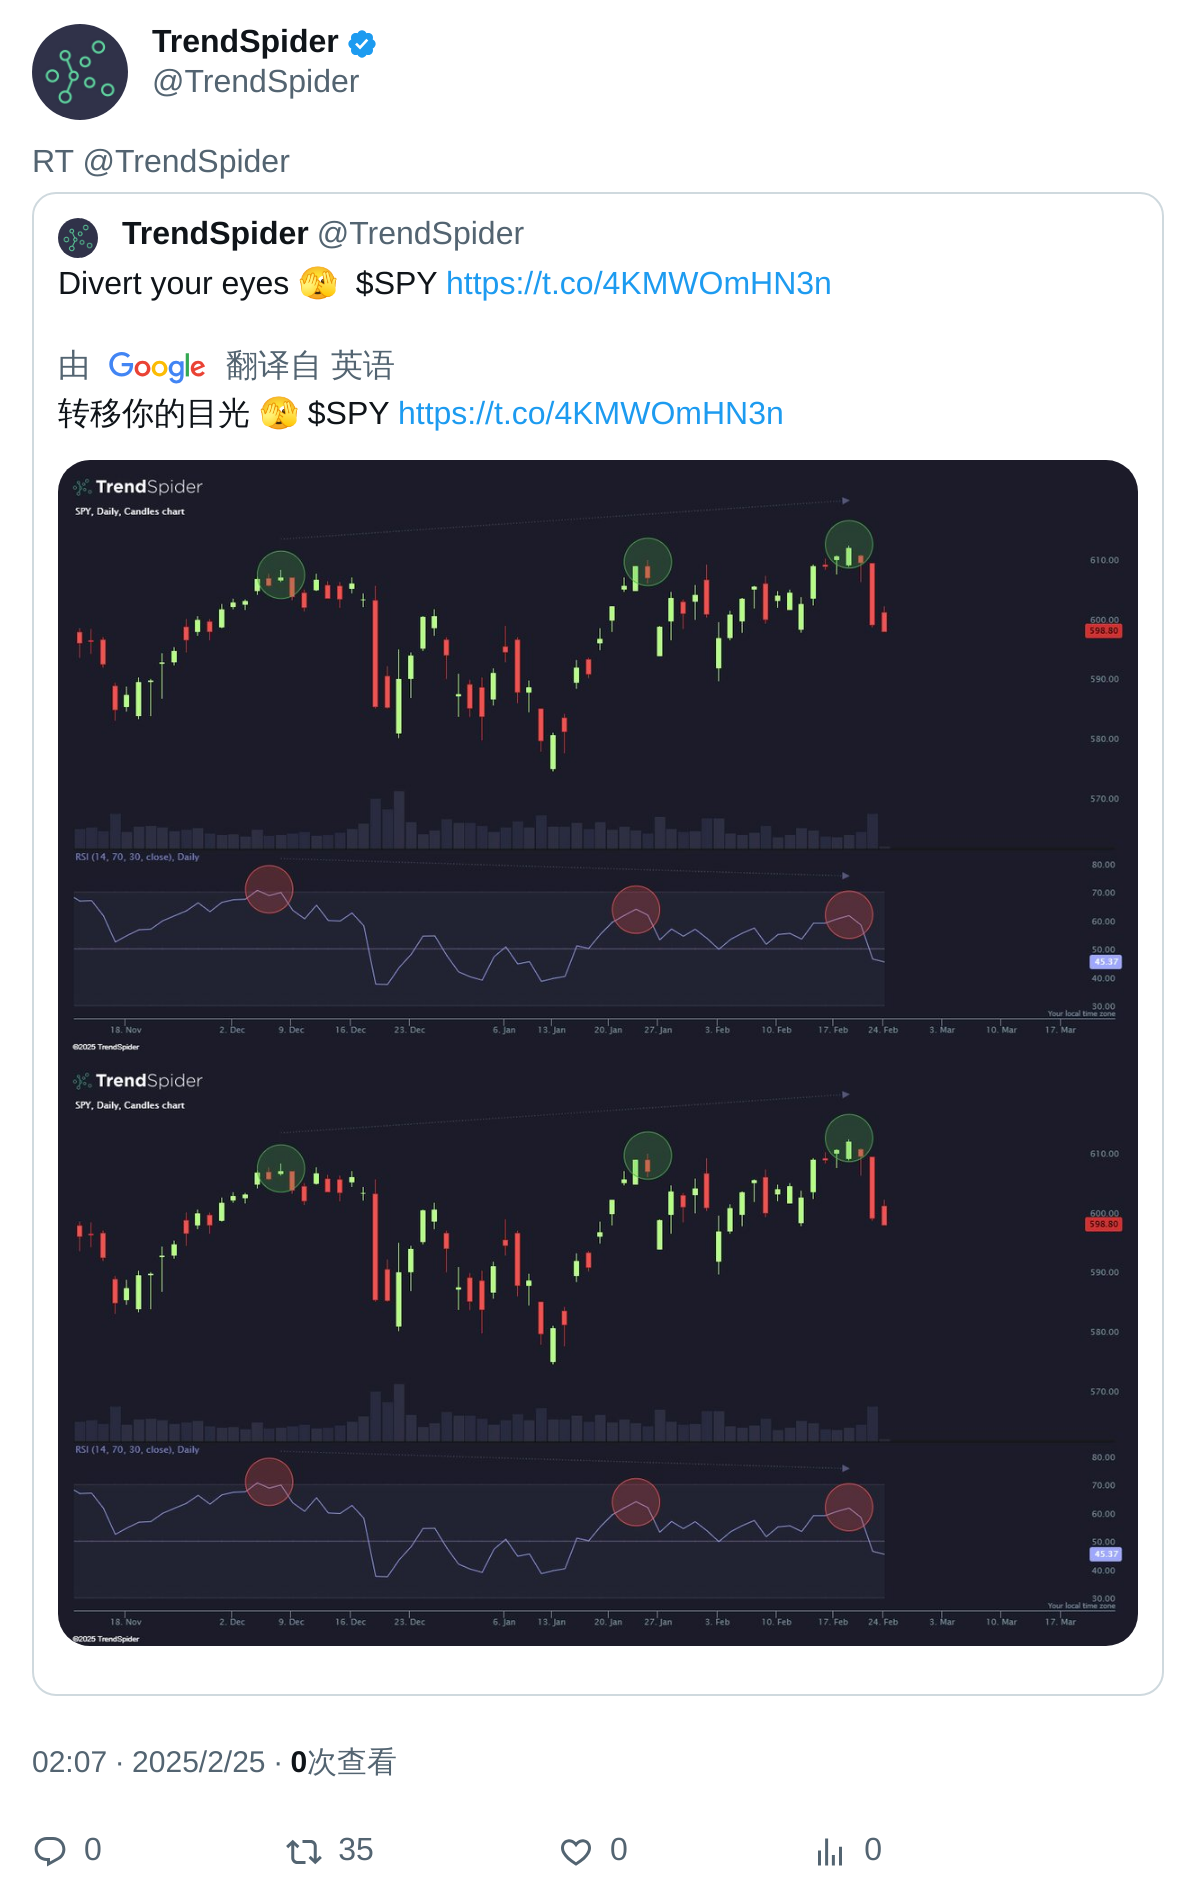 TrendSpider
@TrendSpider
RT @TrendSpider
TrendSpider @TrendSpider
Divert your eyes 🫣 $SPY https://t.co/4KMWOmHN3n
由 Google 翻译自 英语
转移你的目光 🫣 $SPY https://t.co/4KMWOmHN3n
TrendSpider
SPY, Daily, Candles chart
610.00
600.00
598.80
590.00
580.00
570.00
RSI (14, 70, 30, close), Daily
80.00
70.00
60.00
50.00
45.37
40.00
30.00
Your local time zone
18. Nov 2. Dec 9. Dec 16. Dec 23. Dec 6. Jan 13. Jan 20. Jan 27. Jan 3. Feb 10. Feb 17. Feb 24. Feb 3. Mar 10. Mar 17. Mar
©2025 TrendSpider
TrendSpider
SPY, Daily, Candles chart
610.00
600.00
598.80
590.00
580.00
570.00
RSI (14, 70, 30, close), Daily
80.00
70.00
60.00
50.00
45.37
40.00
30.00
Your local time zone
18. Nov 2. Dec 9. Dec 16. Dec 23. Dec 6. Jan 13. Jan 20. Jan 27. Jan 3. Feb 10. Feb 17. Feb 24. Feb 3. Mar 10. Mar 17. Mar
©2025 TrendSpider
02:07 · 2025/2/25 · 0次查看
0 35 0 0